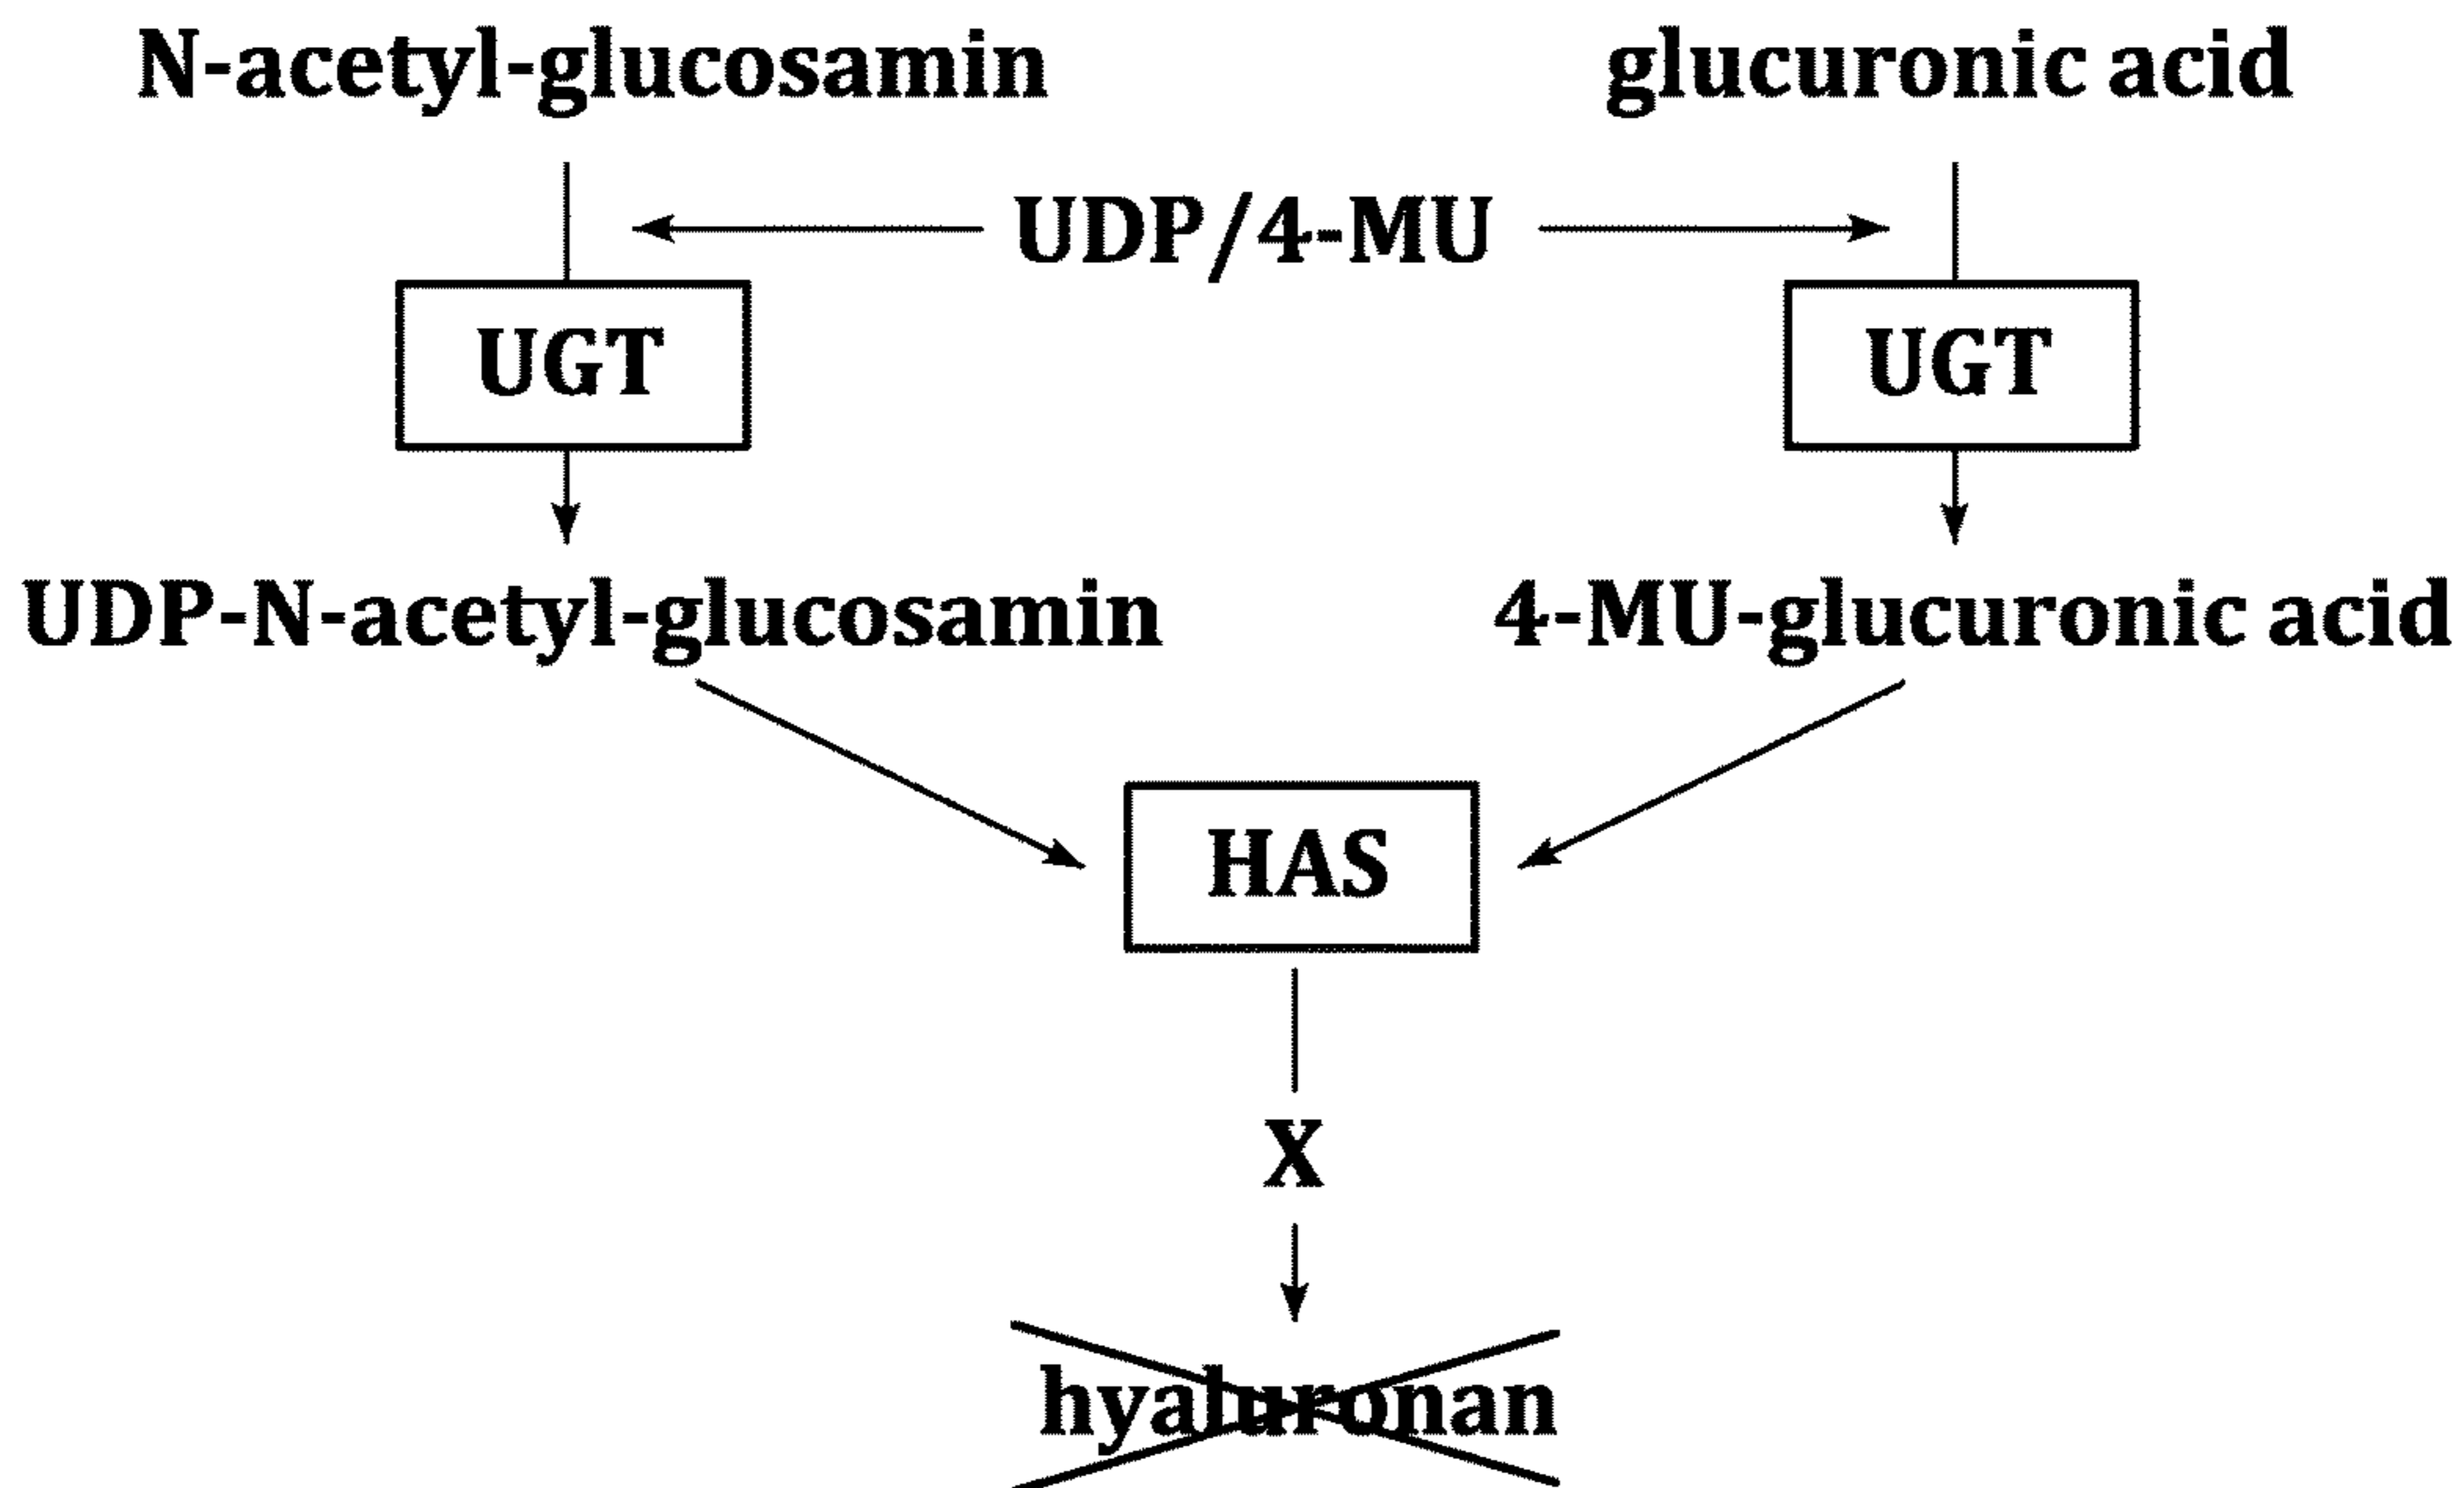 N-acetyl-glucosamin
glucuronic acid
UDP/4-MU
UGT
UGT
UDP-N-acetyl-glucosamin
4-MU-glucuronic acid
HAS
X
hyaluronan